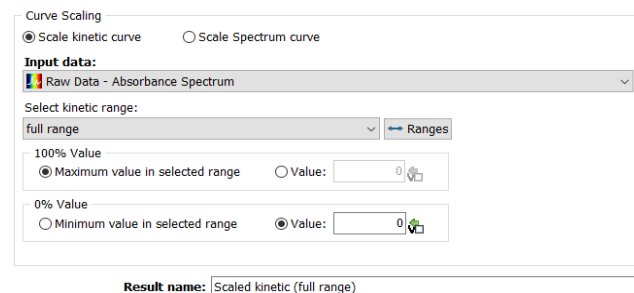 Curve Scaling
Scale kinetic curve Scale Spectrum curve
Input data:
Raw Data - Absorbance Spectrum
Select kinetic range:
full range Ranges
100% Value
Maximum value in selected range Value: 0
0% Value
Minimum value in selected range Value: 0
Result name: Scaled kinetic (full range)